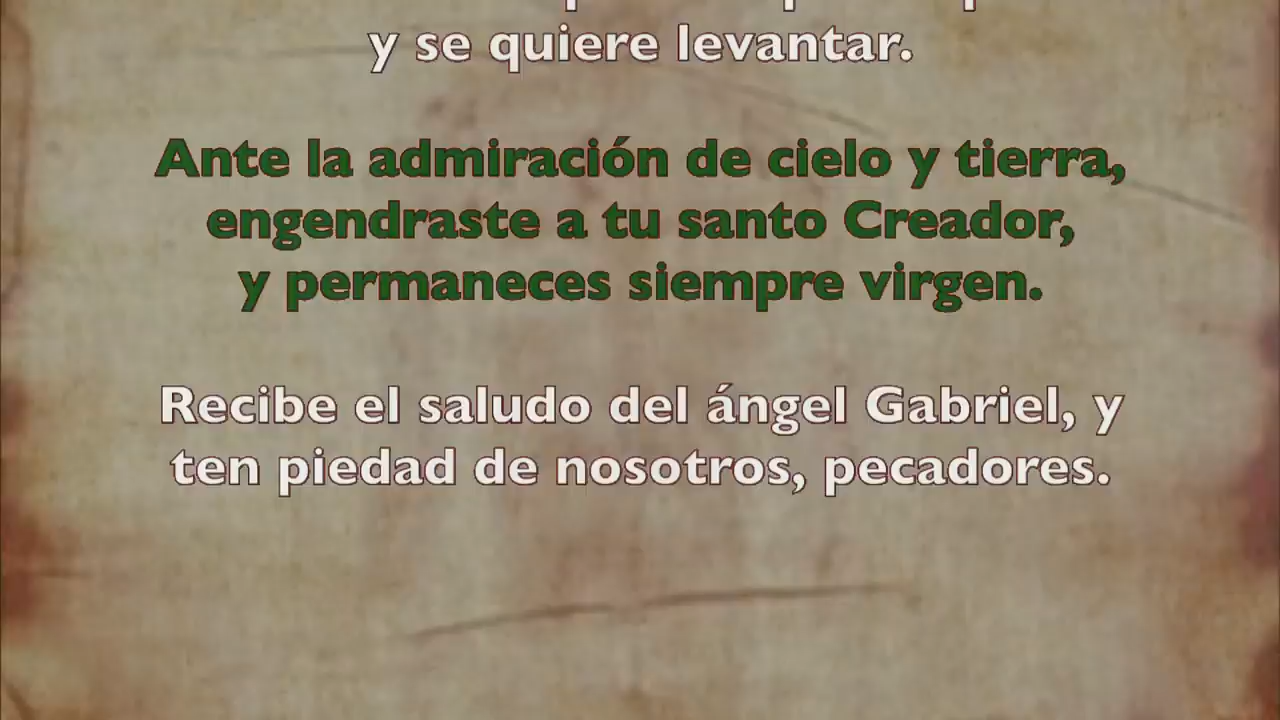 y se quiere levantar.
Ante la admiración de cielo y tierra,
engendraste a tu santo Creador,
y permaneces siempre virgen.
Recibe el saludo del ángel Gabriel, y
ten piedad de nosotros, pecadores.